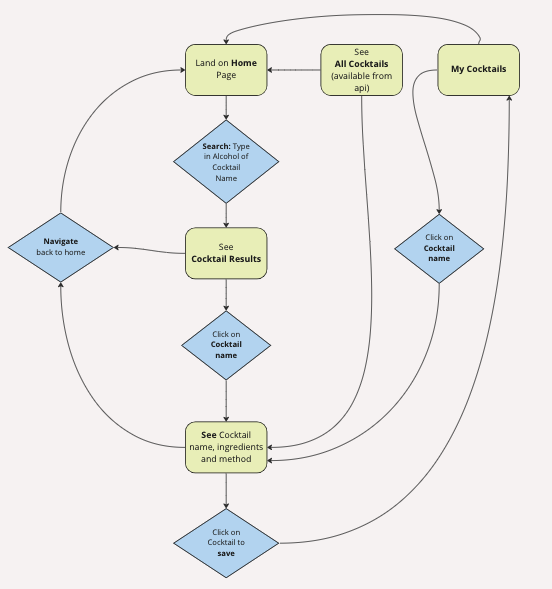 Land on Home
Page
See
All Cocktails
(available from
api)
My Cocktails
Search: Type
in Alcohol of
Cocktail
Name
Navigate
back to home
See
Cocktail Results
Click on
Cocktail
name
Click on
Cocktail
name
See Cocktail
name, ingredients
and method
Click on
Cocktail to
save